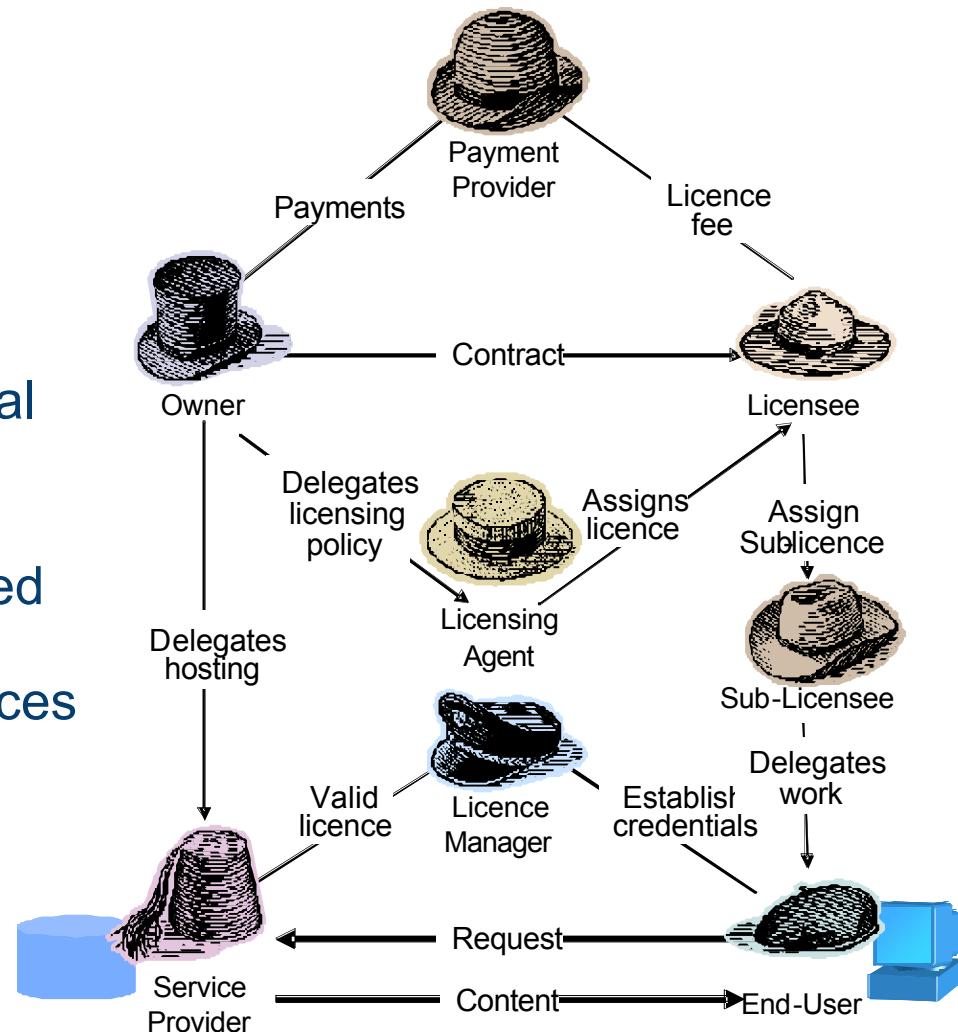 Payment
Provider
Payments
Licence
fee
Contract
Owner
Licensee
al
Delegates
licensing
policy
Assigns
licence
Assign
Sublicence
ed
Licensing
Agent
Delegates
hosting
ces
Sub-Licensee
Valid
licence
Licence
Manager
Establish
credentials
Delegates
work
Request
Service
Provider
Content
End-User